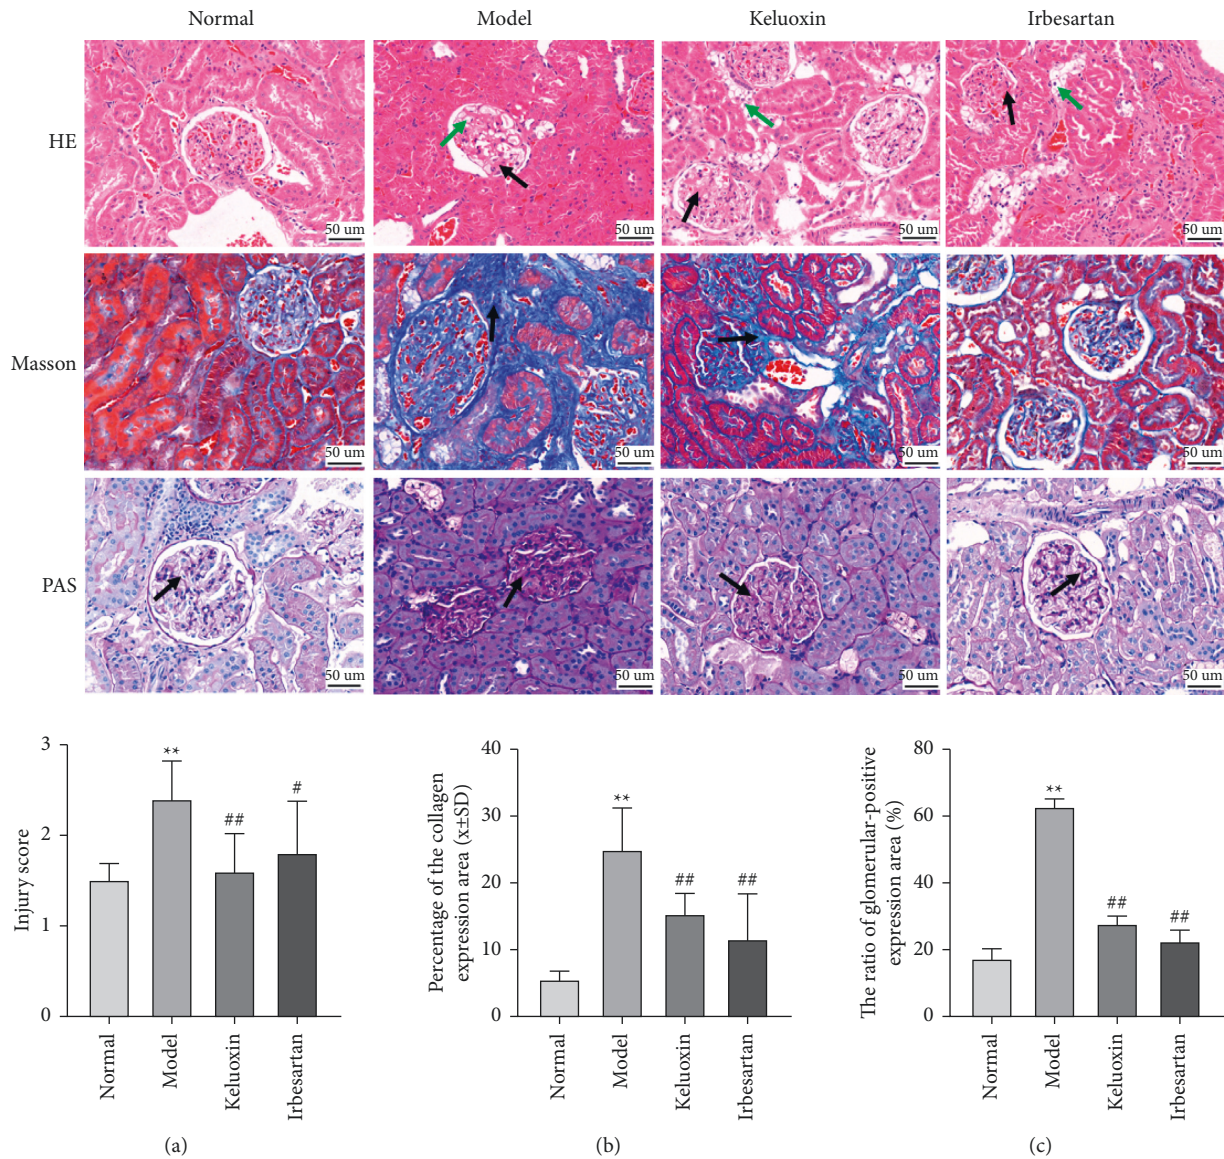 Normal Model Keluoxin Irbesartan
HE
50 um 50 um 50 um 50 um
Masson
50 um 50 um 50 um 50 um
PAS
50 um 50 um 50 um 50 um
Injury score
3
2
1
0
**
##
#
Normal
Model
Keluoxin
Irbesartan
(a)
Percentage of the collagen
expression area (x±SD)
40
30
20
10
0
**
##
##
Normal
Model
Keluoxin
Irbesartan
(b)
The ratio of glomerular-positive
expression area (%)
80
60
40
20
0
**
##
##
Normal
Model
Keluoxin
Irbesartan
(c)